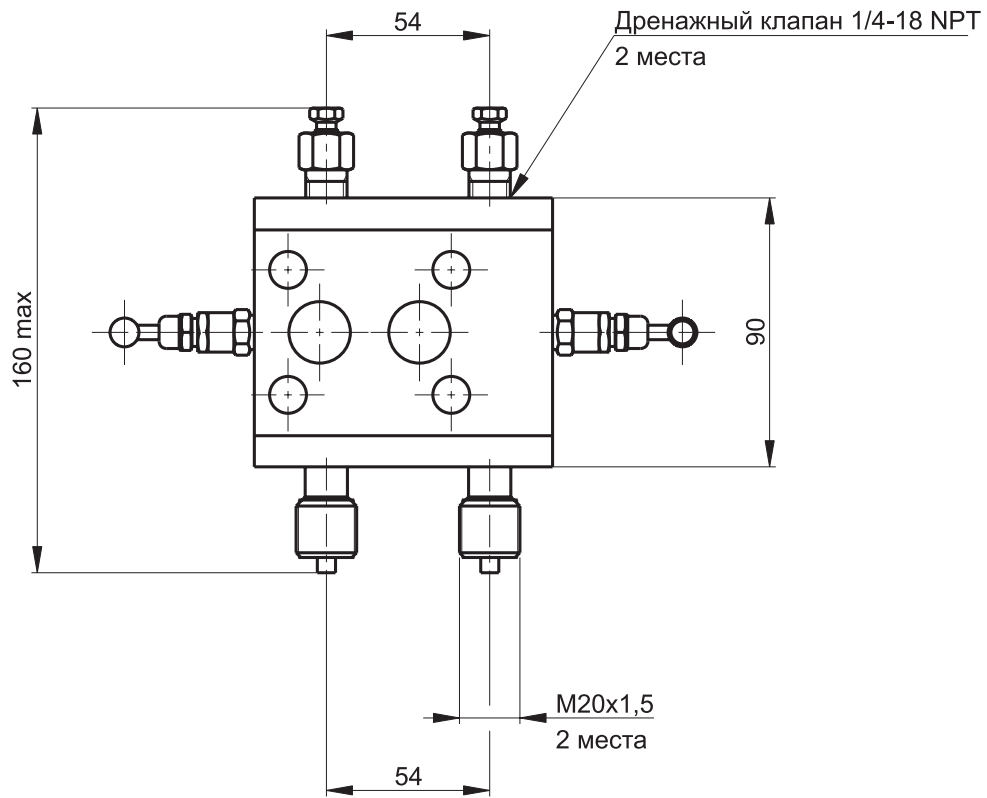 54
Дренажный клапан 1/4-18 NPT
2 места
160 max
90
M20x1,5
2 места
54